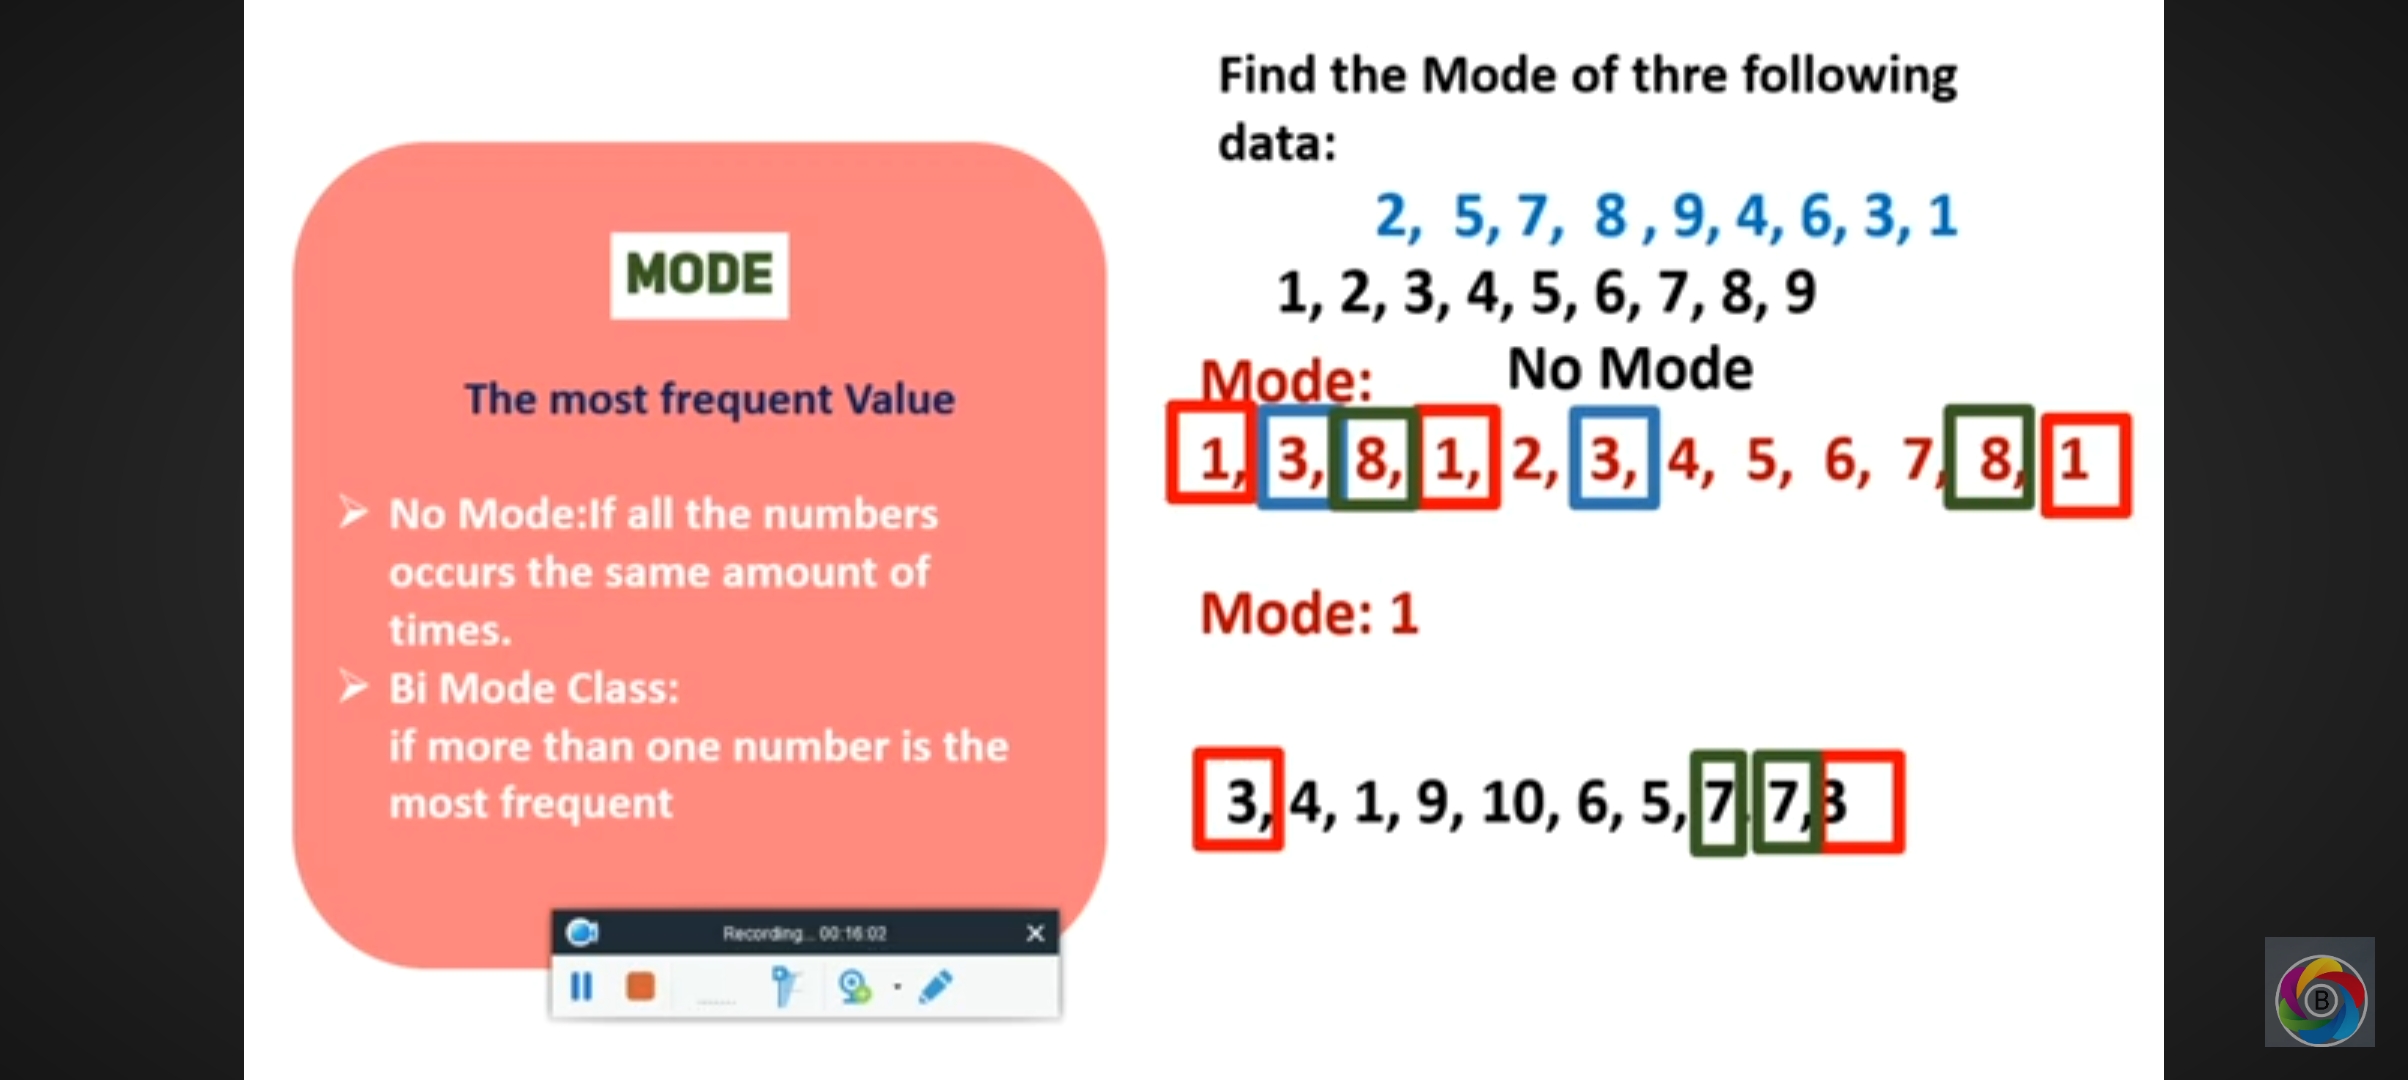 MODE
The most frequent Value
➢ No Mode:If all the numbers
occurs the same amount of
times.
➢ Bi Mode Class:
if more than one number is the
most frequent
Find the Mode of thre following
data:
2, 5, 7, 8 , 9, 4, 6, 3, 1
1, 2, 3, 4, 5, 6, 7, 8, 9
Mode: No Mode
1, 3, 8, 1, 2, 3, 4, 5, 6, 7, 8, 1
Mode: 1
3, 4, 1, 9, 10, 6, 5, 7, 7,3
Recording... 00:16:02
B